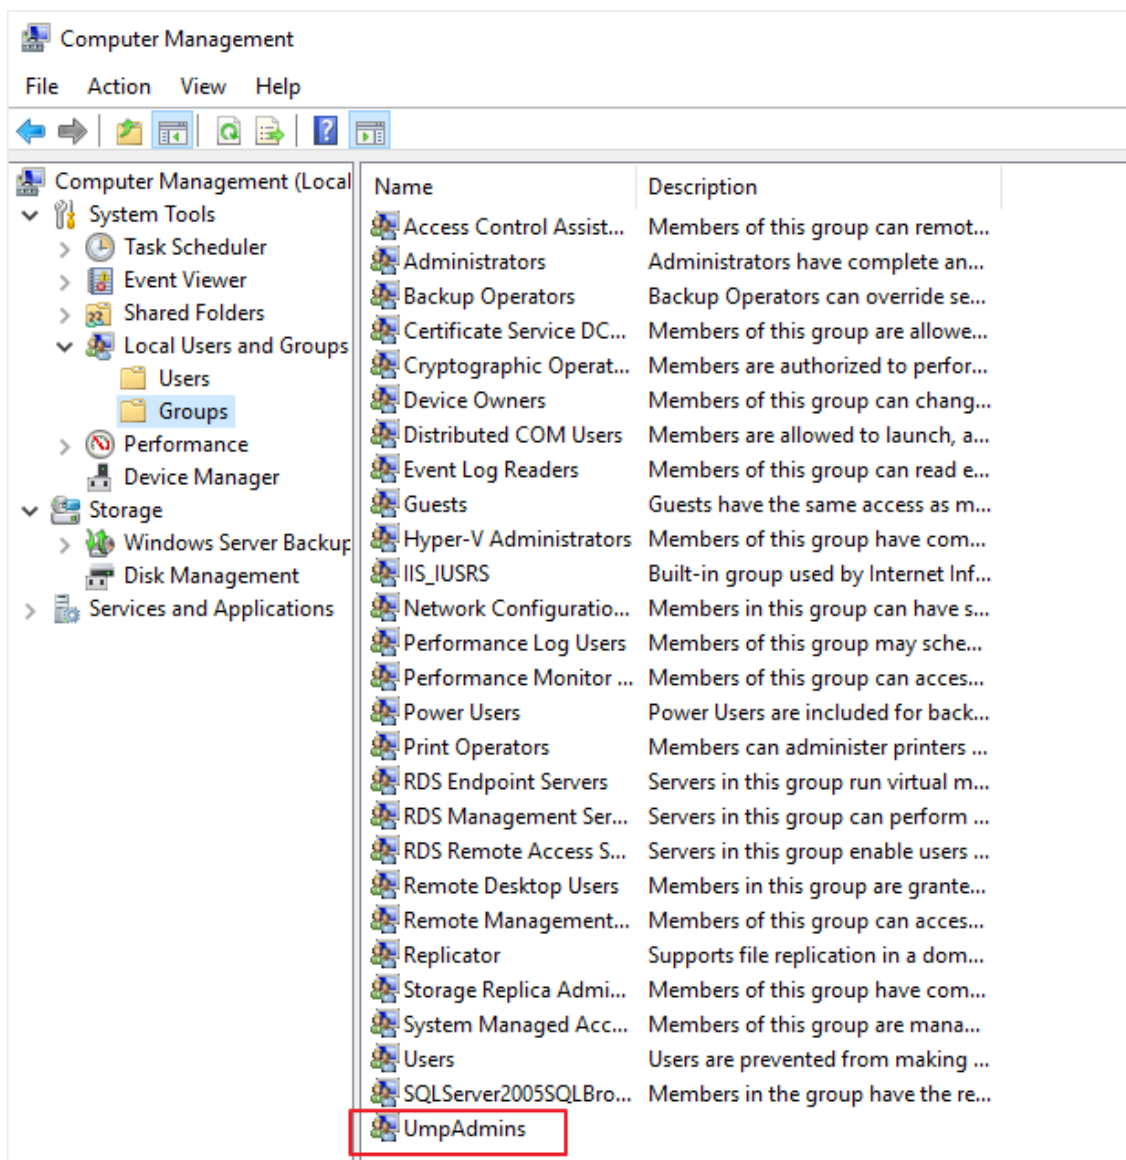 Computer Management
File Action View Help
Computer Management (Local
System Tools
Task Scheduler
Event Viewer
Shared Folders
Local Users and Groups
Users
Groups
Performance
Device Manager
Storage
Windows Server Backup
Disk Management
Services and Applications
Name Description
Access Control Assist... Members of this group can remot...
Administrators Administrators have complete an...
Backup Operators Backup Operators can override se...
Certificate Service DC... Members of this group are allowe...
Cryptographic Operat... Members are authorized to perfor...
Device Owners Members of this group can chang...
Distributed COM Users Members are allowed to launch, a...
Event Log Readers Members of this group can read e...
Guests Guests have the same access as m...
Hyper-V Administrators Members of this group have com...
IIS_IUSRS Built-in group used by Internet Inf...
Network Configuratio... Members in this group can have s...
Performance Log Users Members of this group may sche...
Performance Monitor ... Members of this group can acces...
Power Users Power Users are included for back...
Print Operators Members can administer printers ...
RDS Endpoint Servers Servers in this group run virtual m...
RDS Management Ser... Servers in this group can perform ...
RDS Remote Access S... Servers in this group enable users ...
Remote Desktop Users Members in this group are grante...
Remote Management... Members of this group can acces...
Replicator Supports file replication in a dom...
Storage Replica Admi... Members of this group have com...
System Managed Acc... Members of this group are mana...
Users Users are prevented from making ...
SQLServer2005SQLBro... Members in the group have the re...
UmpAdmins